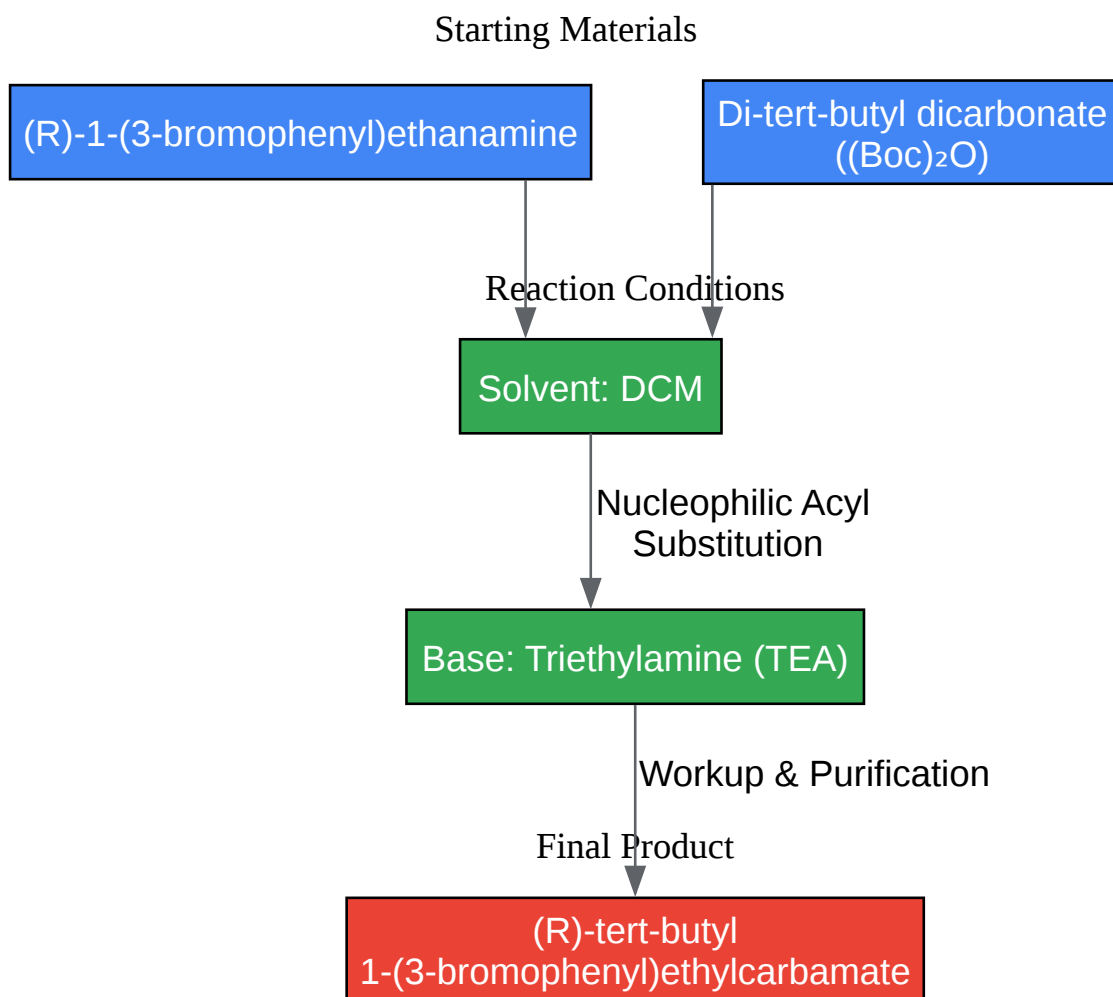 Starting Materials
(R)-1-(3-bromophenyl)ethanamine
Di-tert-butyl dicarbonate
((Boc)₂O)
Reaction Conditions
Solvent: DCM
Nucleophilic Acyl
Substitution
Base: Triethylamine (TEA)
Workup & Purification
Final Product
(R)-tert-butyl
1-(3-bromophenyl)ethylcarbamate